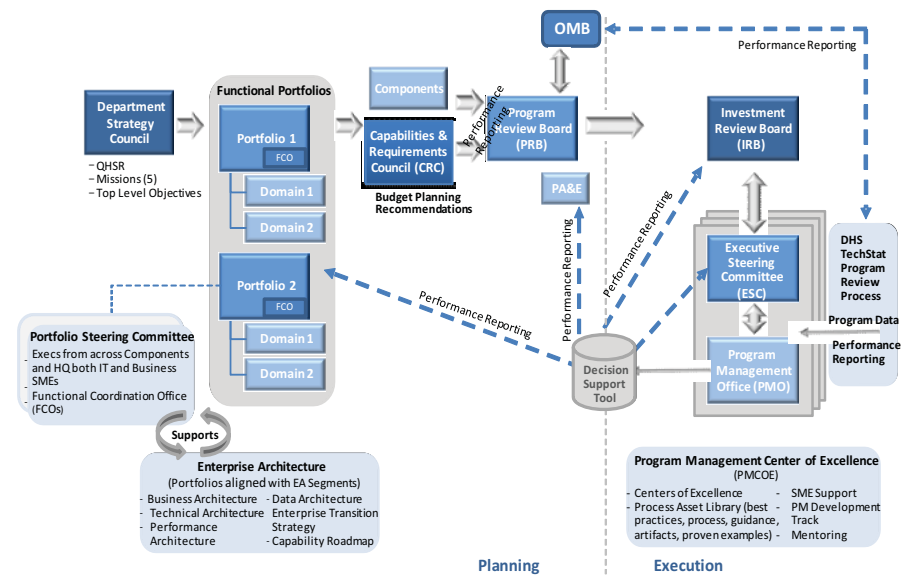 OMB
Performance Reporting
Functional Portfolios
Department
Strategy
Council
− QHSR
− Missions (5)
− Top Level Objectives
Portfolio 1
FCO
Domain 1
Domain 2
Portfolio 2
FCO
Domain 1
Domain 2
Components
Capabilities &
Requirements
Council (CRC)
Budget Planning
Recommendations
Performance
Reporting
Program
Review Board
(PRB)
PA&E
Investment
Review Board
(IRB)
Performance Reporting
Performance Reporting
Performance Reporting
Executive
Steering
Committee
(ESC)
Program
Management
Office (PMO)
Decision
Support
Tool
DHS
TechStat
Program
Review
Process
Program Data
Performance
Reporting
Portfolio Steering Committee
- Execs from across Components
and HQ both IT and Business
SMEs
- Functional Coordination Office
(FCOs)
Supports
Enterprise Architecture
(Portfolios aligned with EA Segments)
- Business Architecture
- Technical Architecture
- Performance
Architecture
- Data Architecture
- Enterprise Transition
Strategy
- Capability Roadmap
Program Management Center of Excellence
(PMCOE)
- Centers of Excellence
- Process Asset Library (best
practices, process, guidance,
artifacts, proven examples)
- SME Support
- PM Development
Track
- Mentoring
Planning
Execution